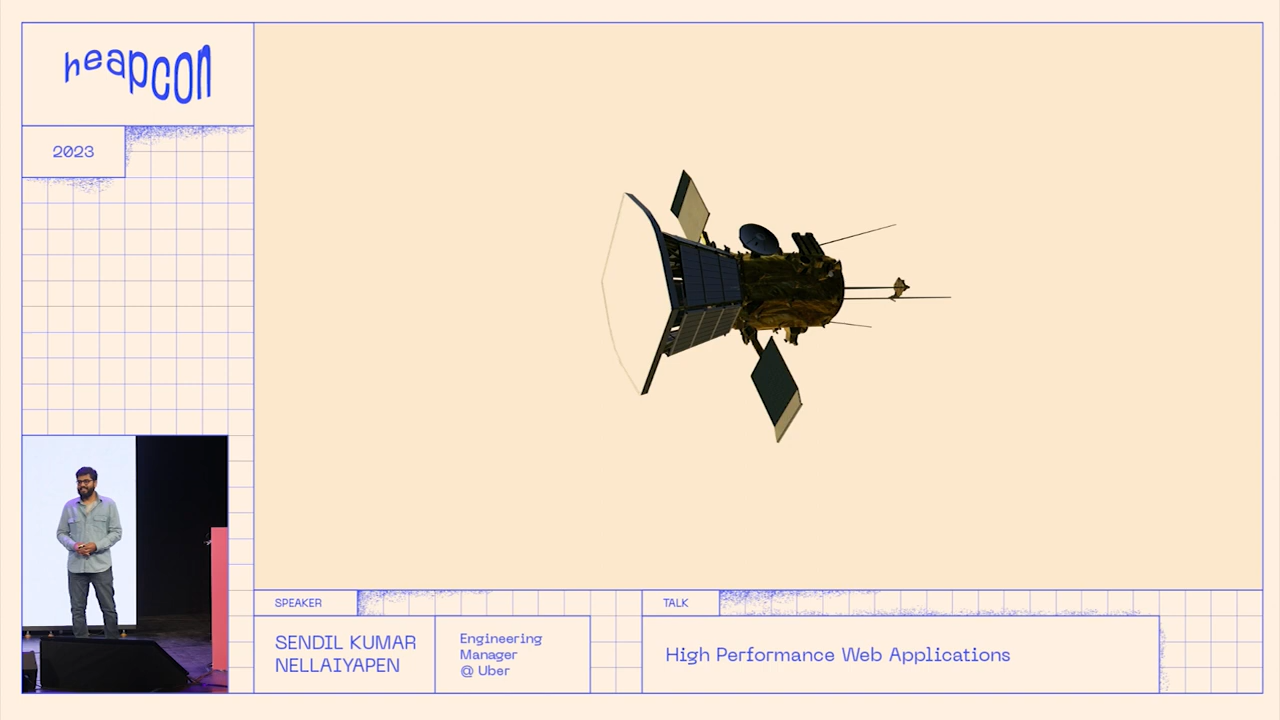 heapcon
2023
SPEAKER
SENDIL KUMAR
NELLAIYAPEN
Engineering
Manager
@ Uber
TALK
High Performance Web Applications